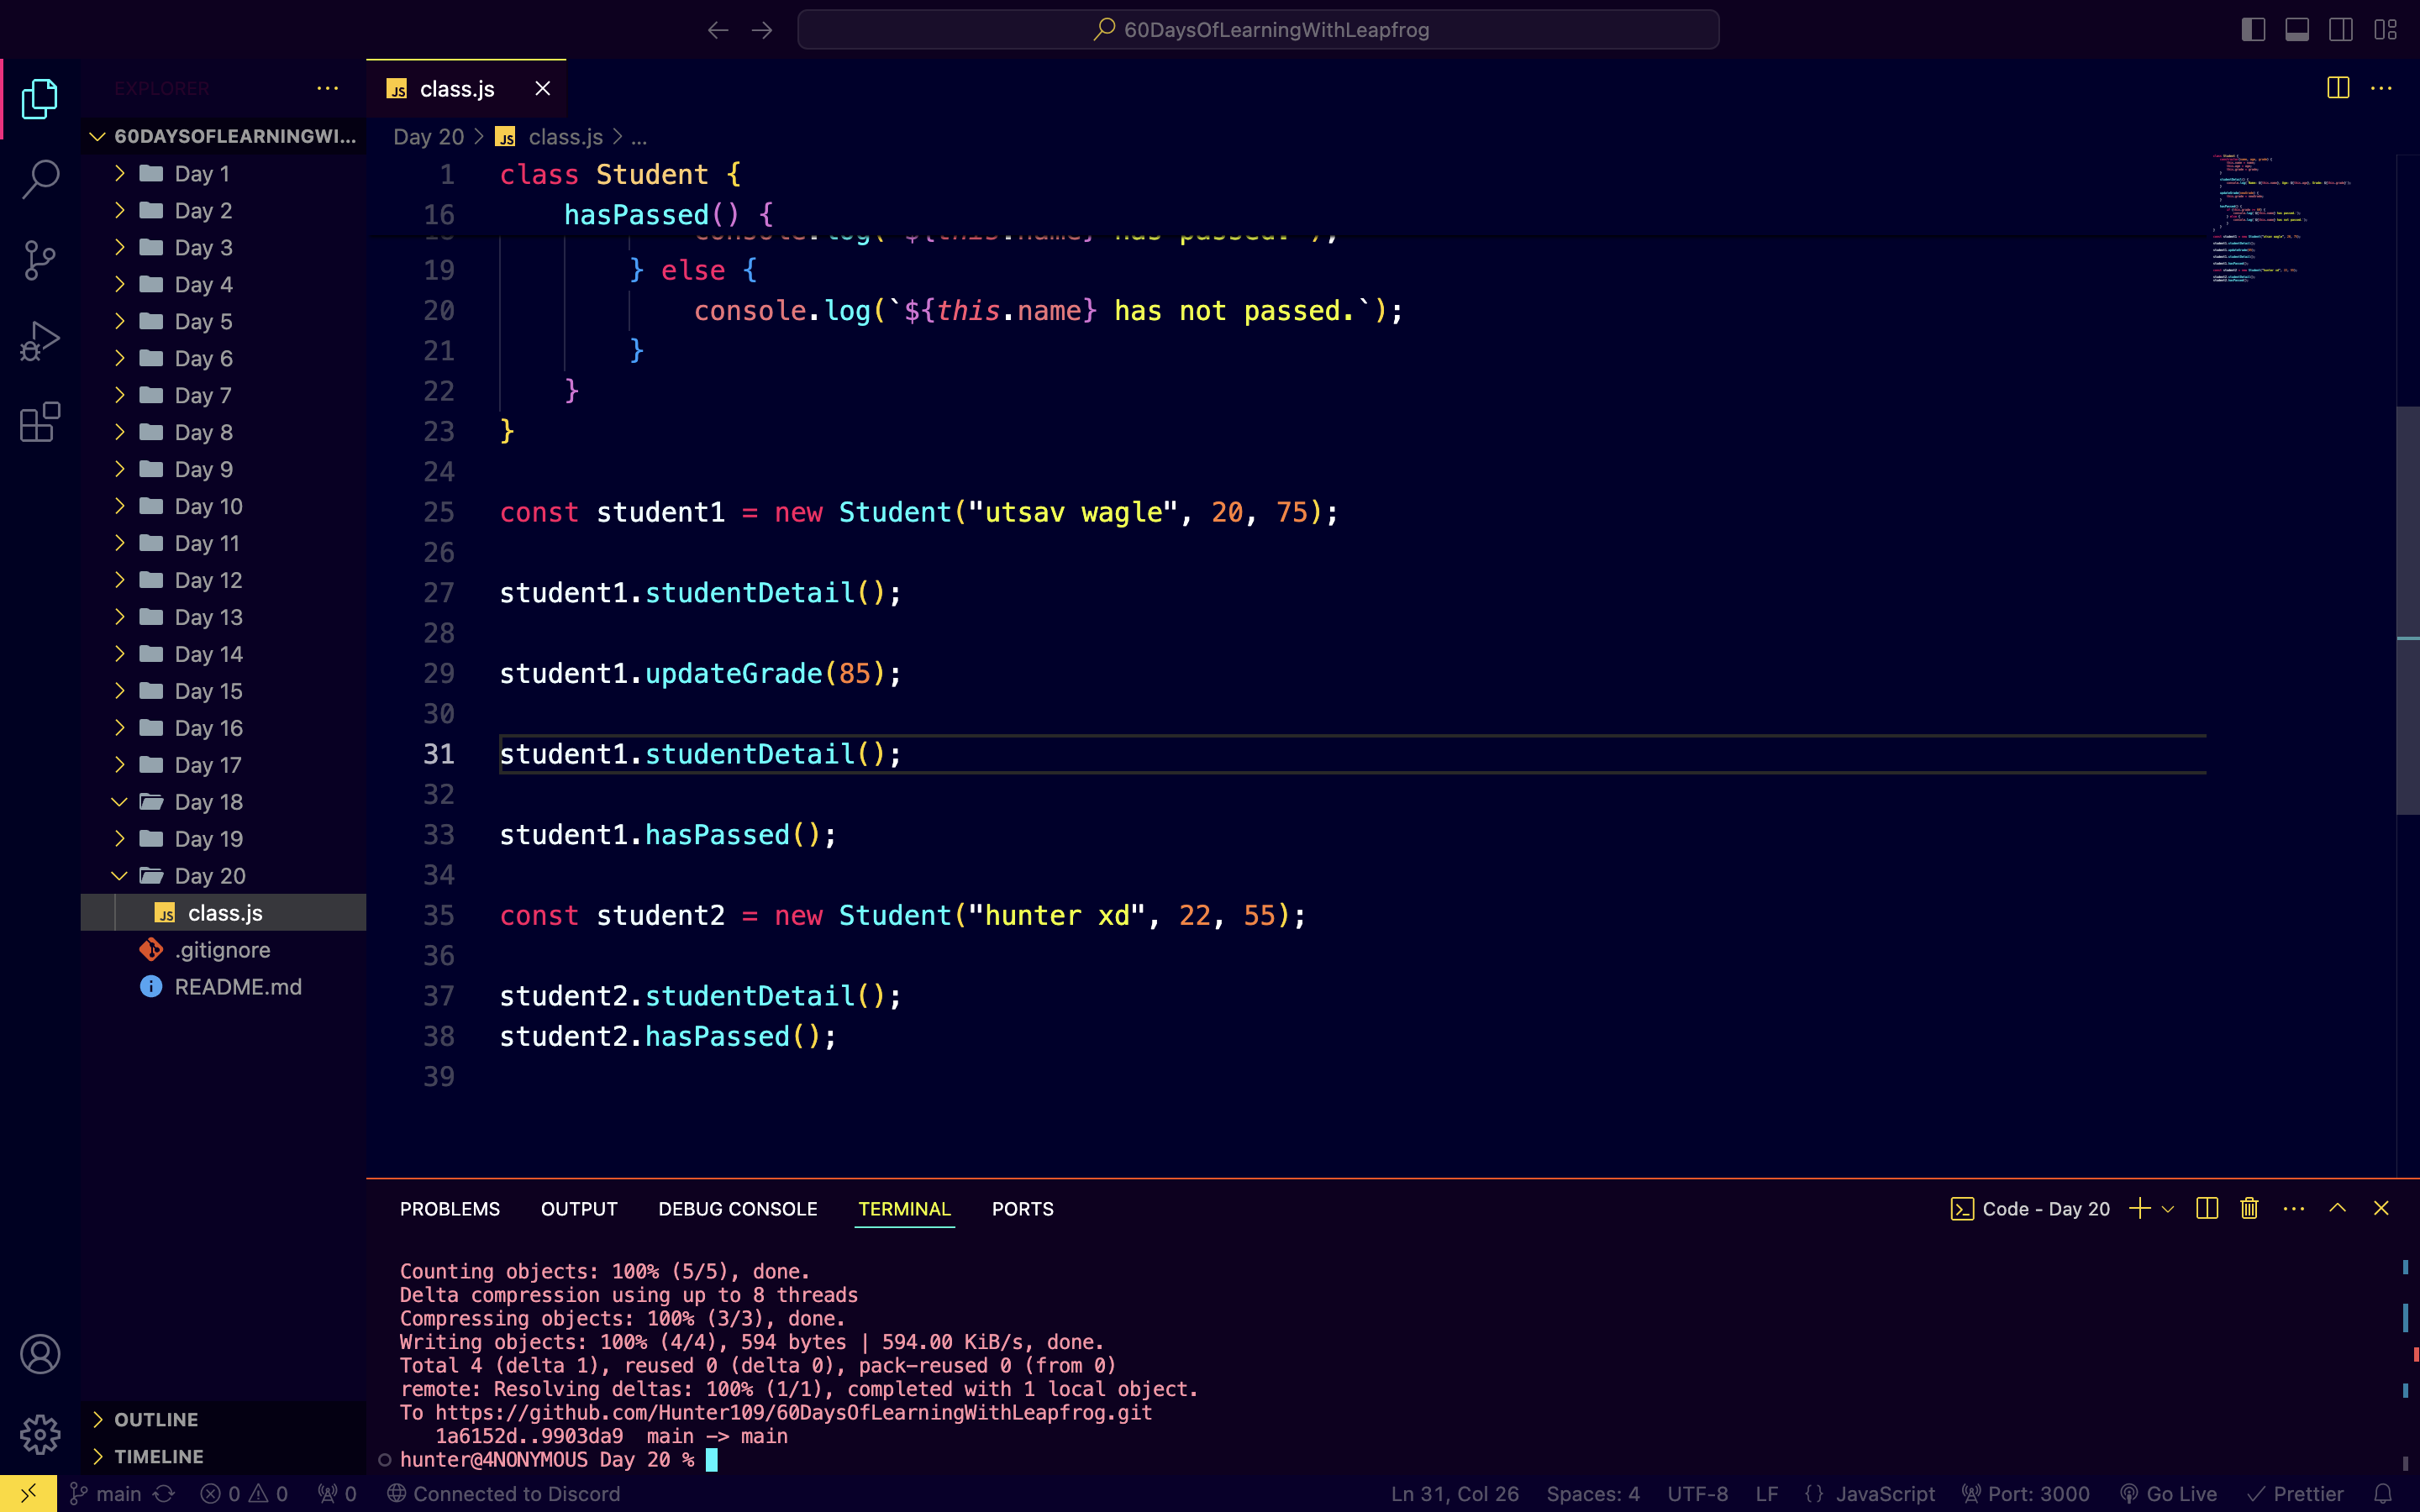 60DaysOfLearningWithLeapfrog
EXPLORER
class.js
60DAYSOFLEARNINGWI...
Day 20 > JS class.js > ...
Day 1
Day 2
Day 3
Day 4
Day 5
Day 6
Day 7
Day 8
Day 9
Day 10
Day 11
Day 12
Day 13
Day 14
Day 15
Day 16
Day 17
Day 18
Day 19
Day 20
JS class.js
.gitignore
README.md
OUTLINE
TIMELINE
1 class Student {
16 hasPassed() {
19 } else {
20 console.log(`${this.name} has not passed.`);
21 }
22 }
23 }
24
25 const student1 = new Student("utsav wagle", 20, 75);
26
27 student1.studentDetail();
28
29 student1.updateGrade(85);
30
31 student1.studentDetail();
32
33 student1.hasPassed();
34
35 const student2 = new Student("hunter xd", 22, 55);
36
37 student2.studentDetail();
38 student2.hasPassed();
39
PROBLEMS OUTPUT DEBUG CONSOLE TERMINAL PORTS
Code - Day 20
Counting objects: 100% (5/5), done.
Delta compression using up to 8 threads
Compressing objects: 100% (3/3), done.
Writing objects: 100% (4/4), 594 bytes | 594.00 KiB/s, done.
Total 4 (delta 1), reused 0 (delta 0), pack-reused 0 (from 0)
remote: Resolving deltas: 100% (1/1), completed with 1 local object.
To https://github.com/Hunter109/60DaysOfLearningWithLeapfrog.git
1a6152d..9903da9 main -> main
hunter@4NONYMOUS Day 20 %
main 0 0 0 Connected to Discord Ln 31, Col 26 Spaces: 4 UTF-8 LF {} JavaScript Port: 3000 Go Live Prettier